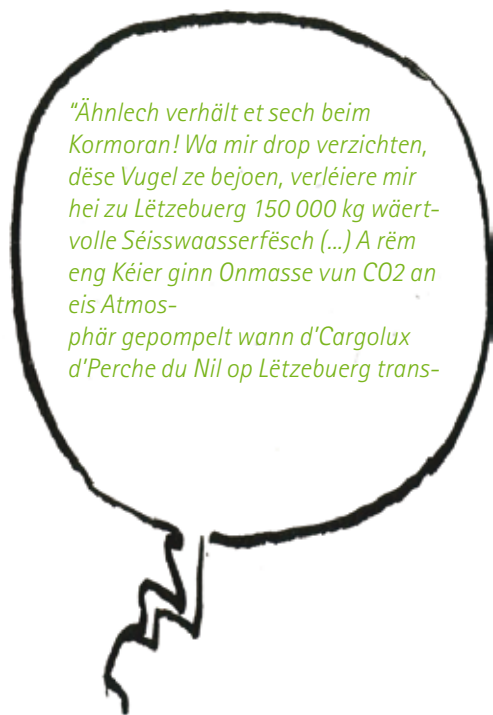 “Ähnlech verhält et sech beim
Kormoran! Wa mir drop verzichten,
dëse Vugel ze bejoen, verléiere mir
hei zu Lëtzebuerg 150 000 kg wäert-
volle Séisswaasserfësch (...) A rëm
eng Kéier ginn Onmasse vun CO2 an
eis Atmos-
phär gepompelt wann d'Cargolux
d'Perche du Nil op Lëtzebuerg trans-